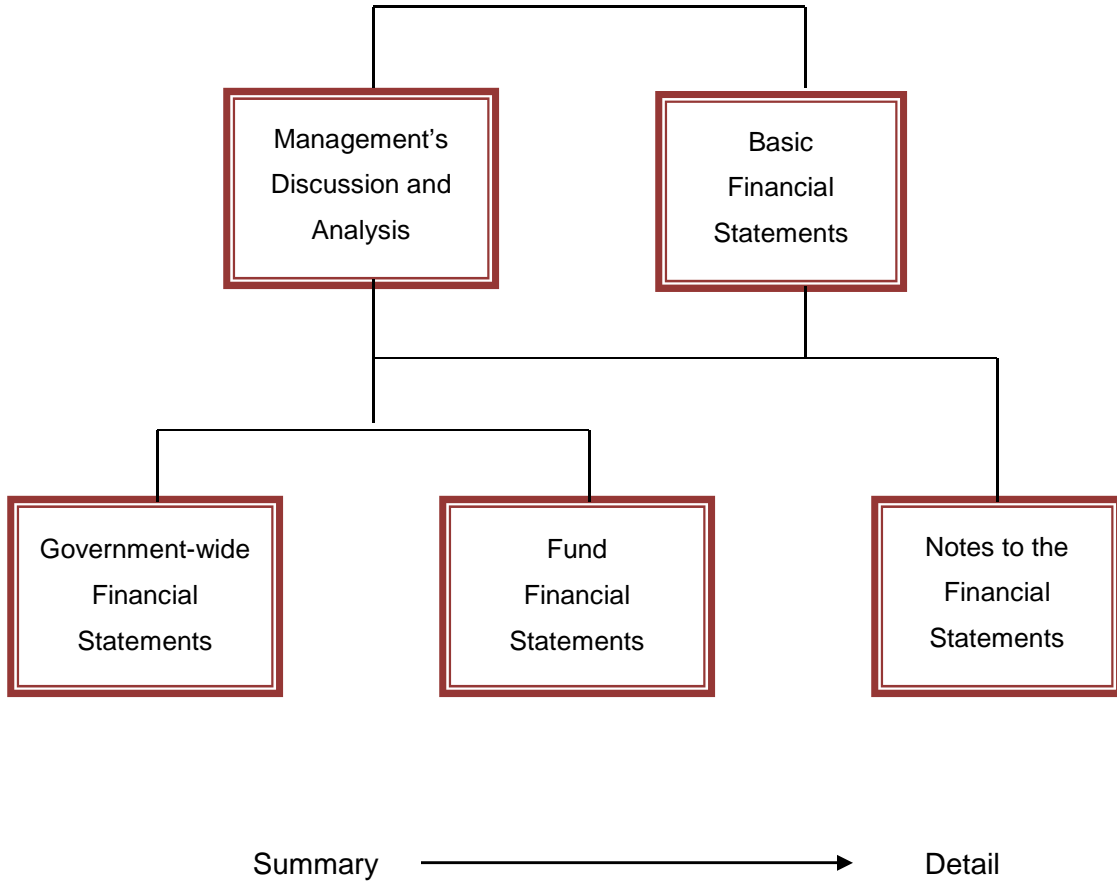 Management’s
Discussion and
Analysis
Basic
Financial
Statements
Government-wide
Financial
Statements
Fund
Financial
Statements
Notes to the
Financial
Statements
Summary
Detail